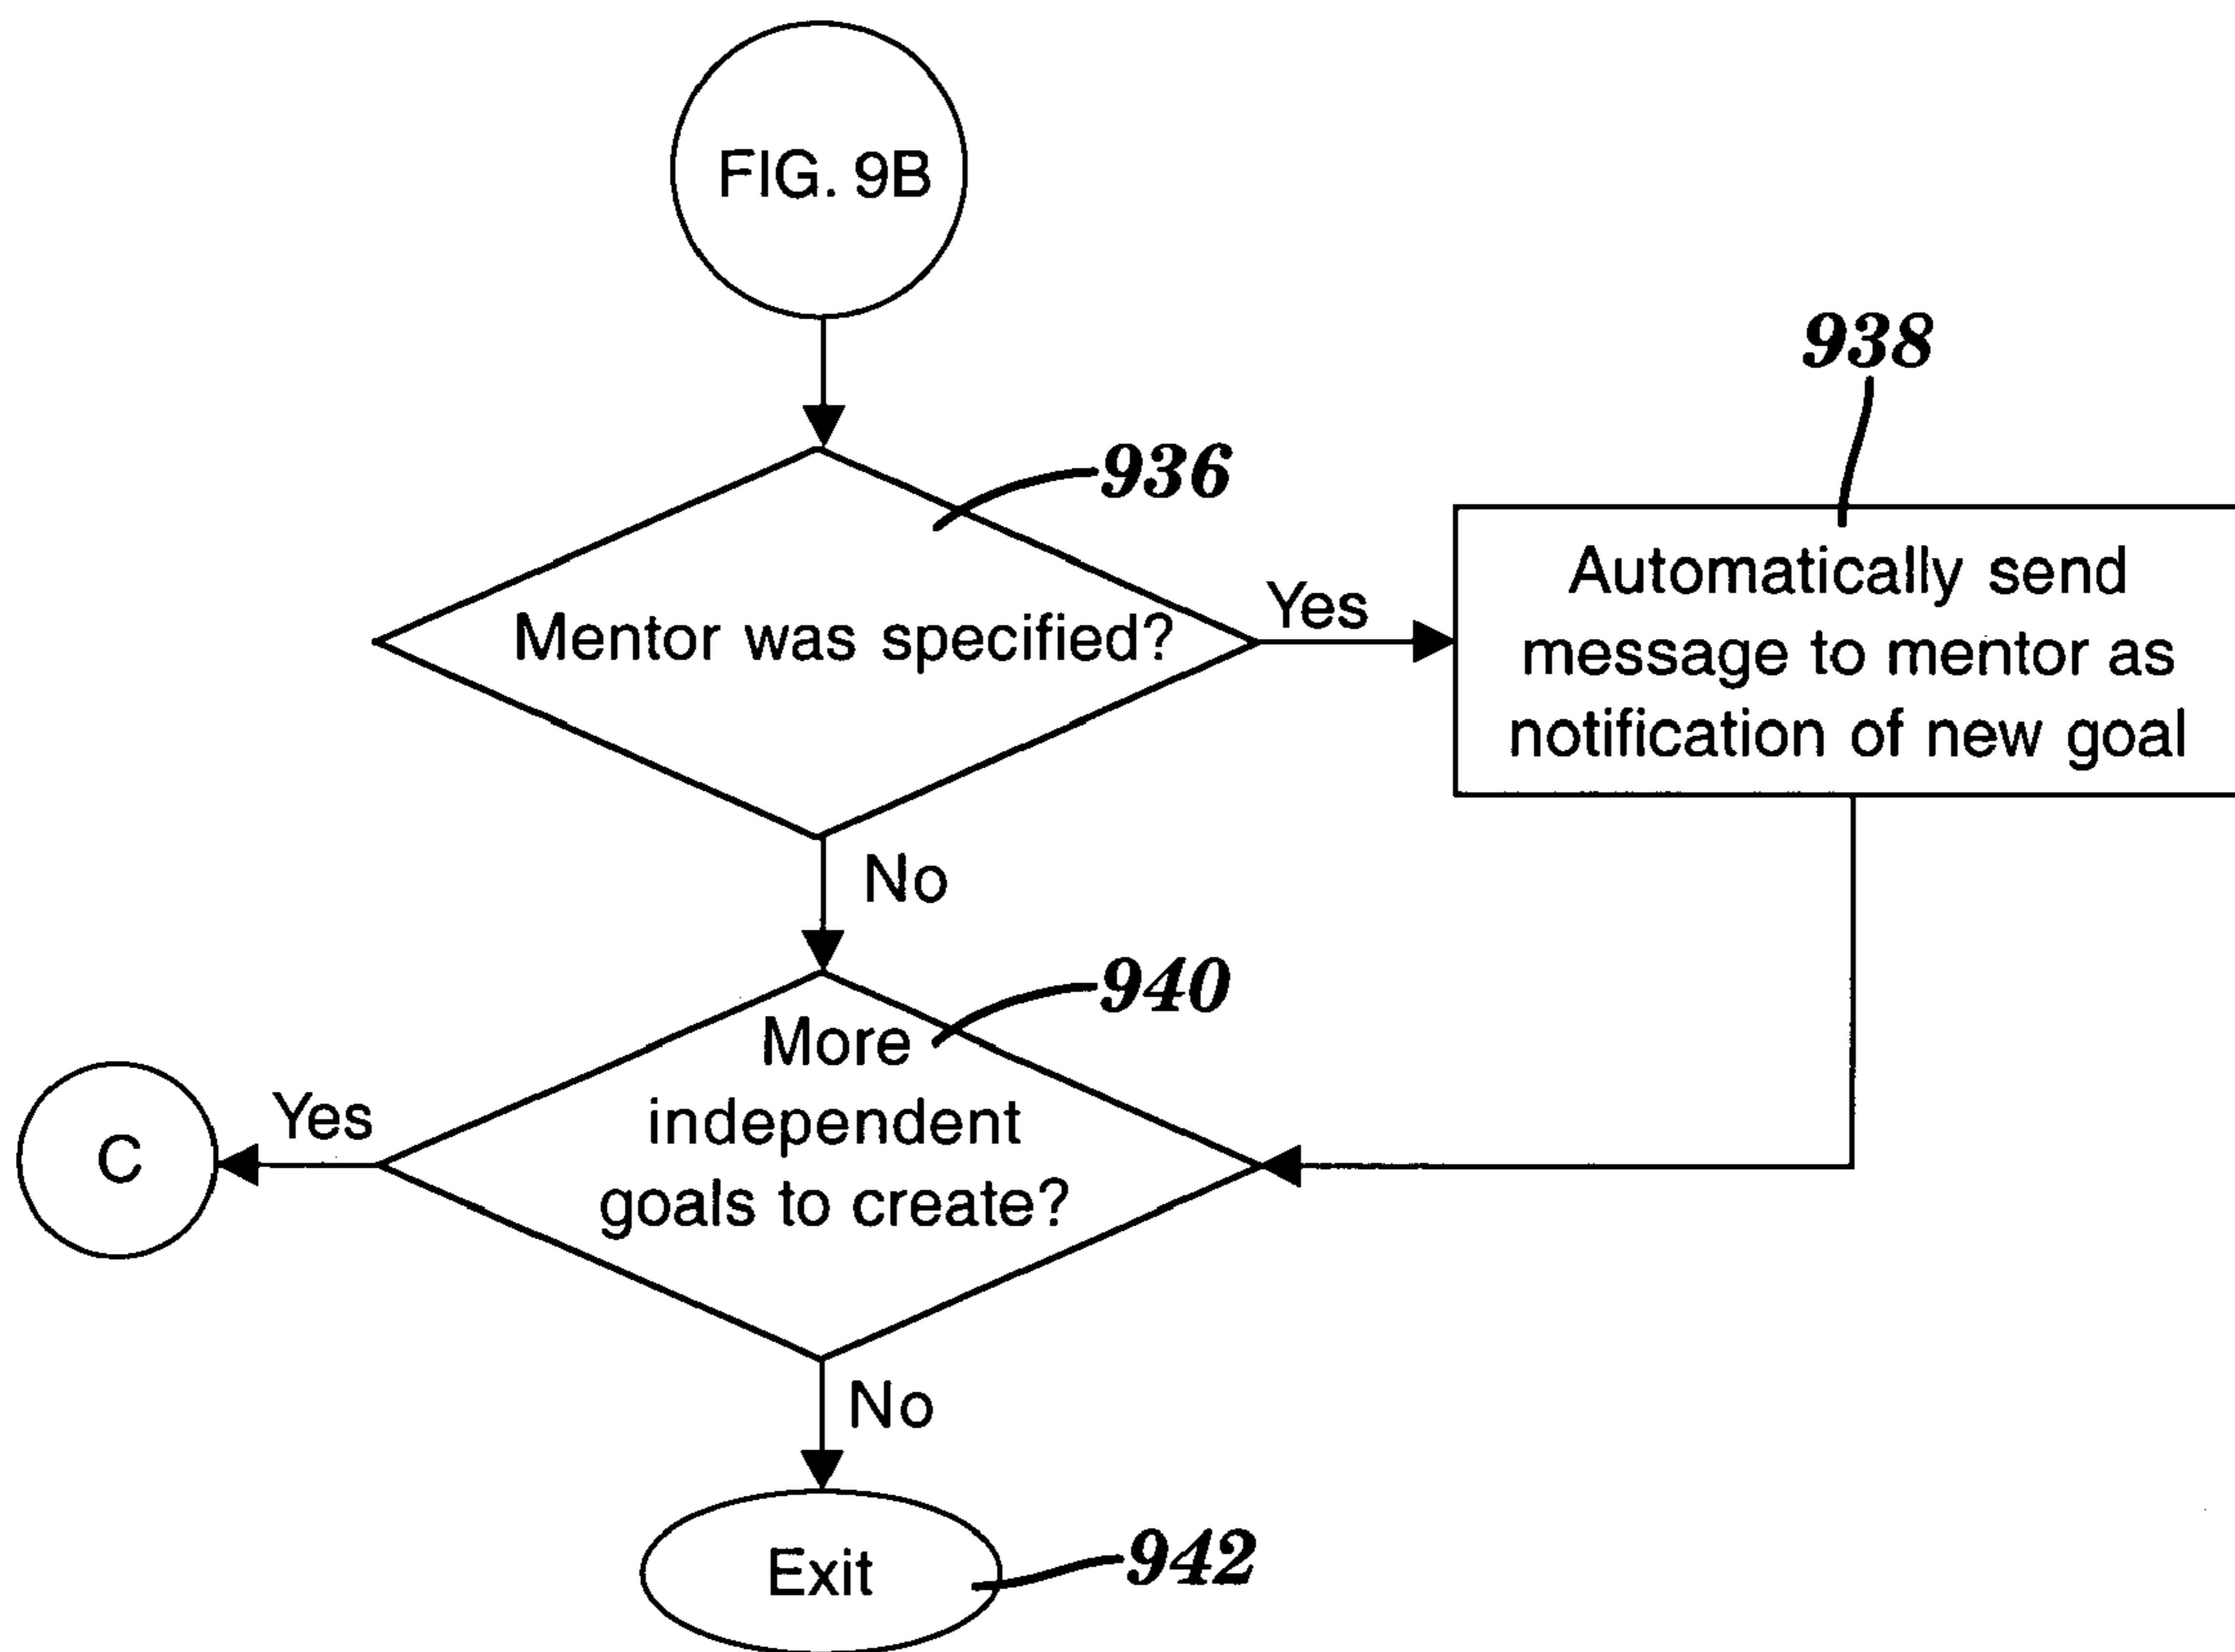 FIG. 9B
938
936
Mentor was specified?
Yes
Automatically send
message to mentor as
notification of new goal
No
940
More
independent
goals to create?
Yes
C
No
Exit
942